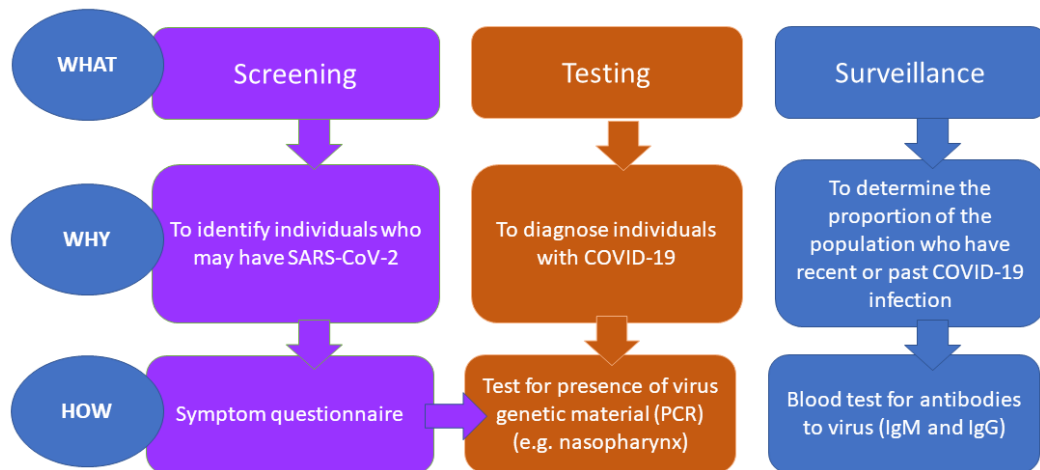 WHAT
Screening
Testing
Surveillance
WHY
To identify individuals who
may have SARS-CoV-2
To diagnose individuals
with COVID-19
To determine the
proportion of the
population who have
recent or past COVID-19
infection
HOW
Symptom questionnaire
Test for presence of virus
genetic material (PCR)
(e.g. nasopharynx)
Blood test for antibodies
to virus (IgM and IgG)